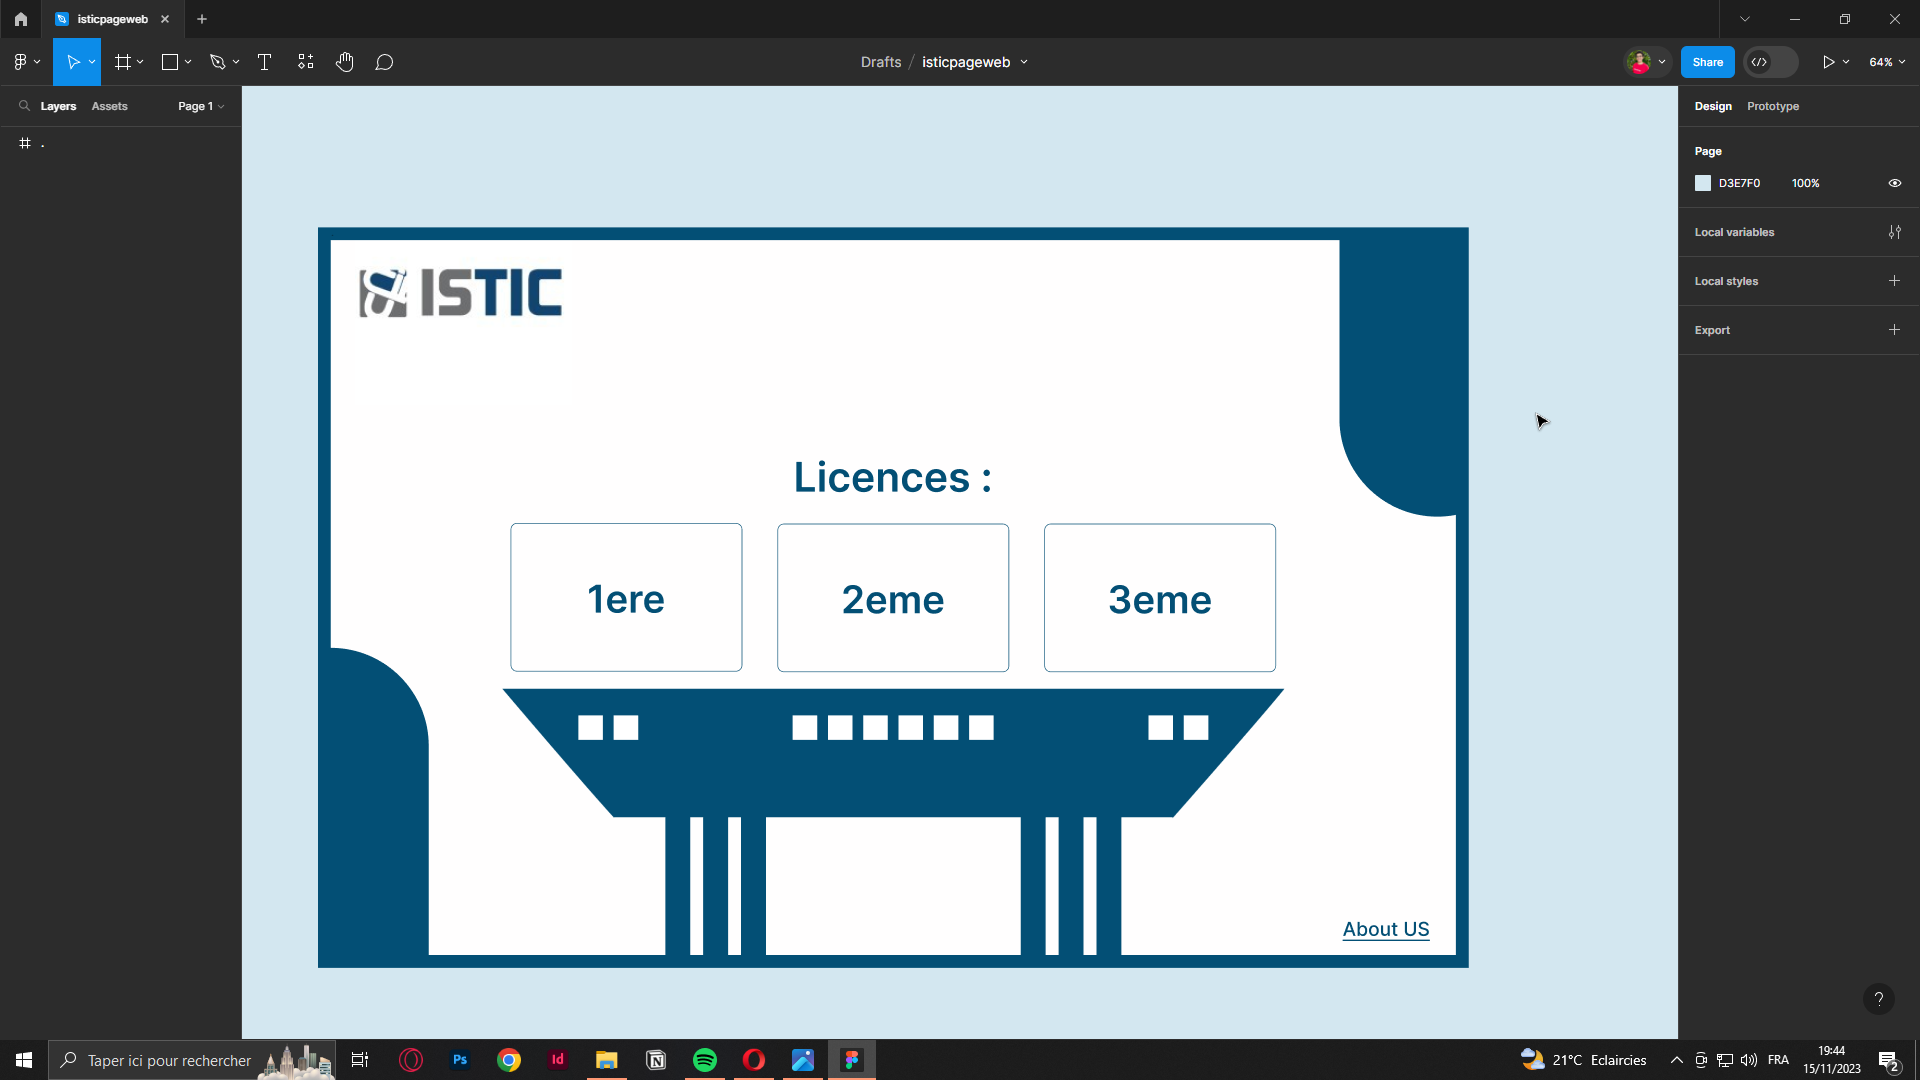 isticpageweb
Drafts / isticpageweb
Share
64%
Layers
Assets
Page 1
.
Design
Prototype
Page
D3E7F0
100%
Local variables
Local styles
Export
ISTIC
Licences :
1ere
2eme
3eme
About US
?
Taper ici pour rechercher
Ps
Id
21°C Eclaircies
FRA
19:44
15/11/2023
2